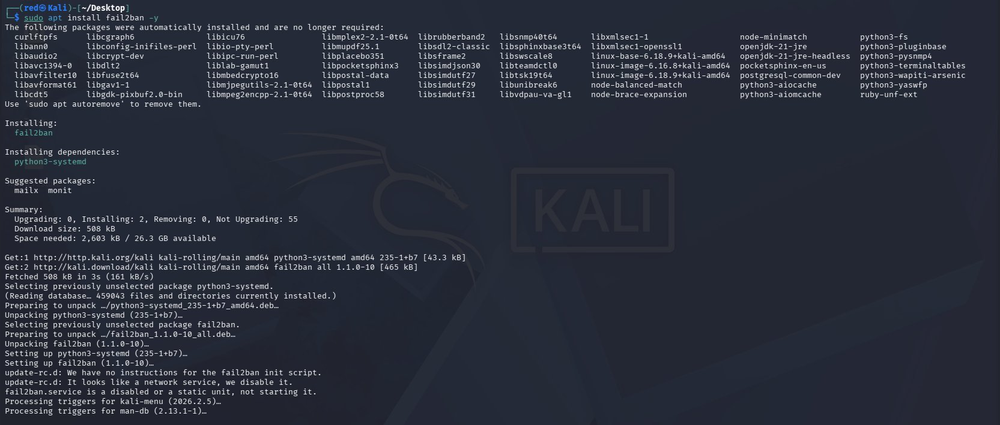 ┌──(red㉿Kali)-[~/Desktop]
└─$ sudo apt install fail2ban -y
The following packages were automatically installed and are no longer required:
  curlftpfs      libcgraph6               libicu76                libmplex2-2.1-0t64  librubberband2   libsnmp40t64      libxmlsec1-1                   node-minimatch           python3-fs
  libann0        libconfig-inifiles-perl  libio-pty-perl          libmupdf25.1        libsdl2-classic  libsphinxbase3t64  libxmlsec1-openssl1            openjdk-21-jre           python3-pluginbase
  libaudio2      libcrypt-dev             libipc-run-perl         libplacebo351       libsframe2       libswscale8       linux-base-6.18.9+kali-amd64   openjdk-21-jre-headless  python3-pysnmp4
  libavc1394-0   libdlt2                  liblab-gamut1           libpocketsphinx3    libsimdjson30    libteamdctl0      linux-image-6.16.8+kali-amd64  pocketsphinx-en-us       python3-terminaltables
  libavfilter10  libfuse2t64              libmbedcrypto16         libpostal-data      libsimdutf27     libtsk19t64       linux-image-6.18.9+kali-amd64  postgresql-common-dev    python3-wapiti-arsenic
  libavformat61  libgav1-1                libmjpegutils-2.1-0t64  libpostal1          libsimdutf29     libunibreak6      node-balanced-match            python3-aiocache         python3-yaswfp
  libcdt5        libgdk-pixbuf2.0-bin     libmpeg2encpp-2.1-0t64  libpostproc58       libsimdutf31     libvdpau-va-gl1   node-brace-expansion           python3-aiomcache        ruby-unf-ext
Use 'sudo apt autoremove' to remove them.

Installing:
  fail2ban

Installing dependencies:
  python3-systemd

Suggested packages:
  mailx  monit

Summary:
  Upgrading: 0, Installing: 2, Removing: 0, Not Upgrading: 55
  Download size: 508 kB
  Space needed: 2,603 kB / 26.3 GB available

KALI
Get:1 http://http.kali.org/kali kali-rolling/main amd64 python3-systemd amd64 235-1+b7 [43.3 kB]
Get:2 http://kali.download/kali kali-rolling/main amd64 fail2ban all 1.1.0-10 [465 kB]
Fetched 508 kB in 3s (161 kB/s)
Selecting previously unselected package python3-systemd.
(Reading database… 459043 files and directories currently installed.)
Preparing to unpack …/python3-systemd_235-1+b7_amd64.deb…
Unpacking python3-systemd (235-1+b7)…
Selecting previously unselected package fail2ban.
Preparing to unpack …/fail2ban_1.1.0-10_all.deb…
Unpacking fail2ban (1.1.0-10)…
Setting up python3-systemd (235-1+b7)…
Setting up fail2ban (1.1.0-10)…
update-rc.d: We have no instructions for the fail2ban init script.
update-rc.d: It looks like a network service, we disable it.
fail2ban.service is a disabled or a static unit, not starting it.
Processing triggers for kali-menu (2026.2.5)…
Processing triggers for man-db (2.13.1-1)…